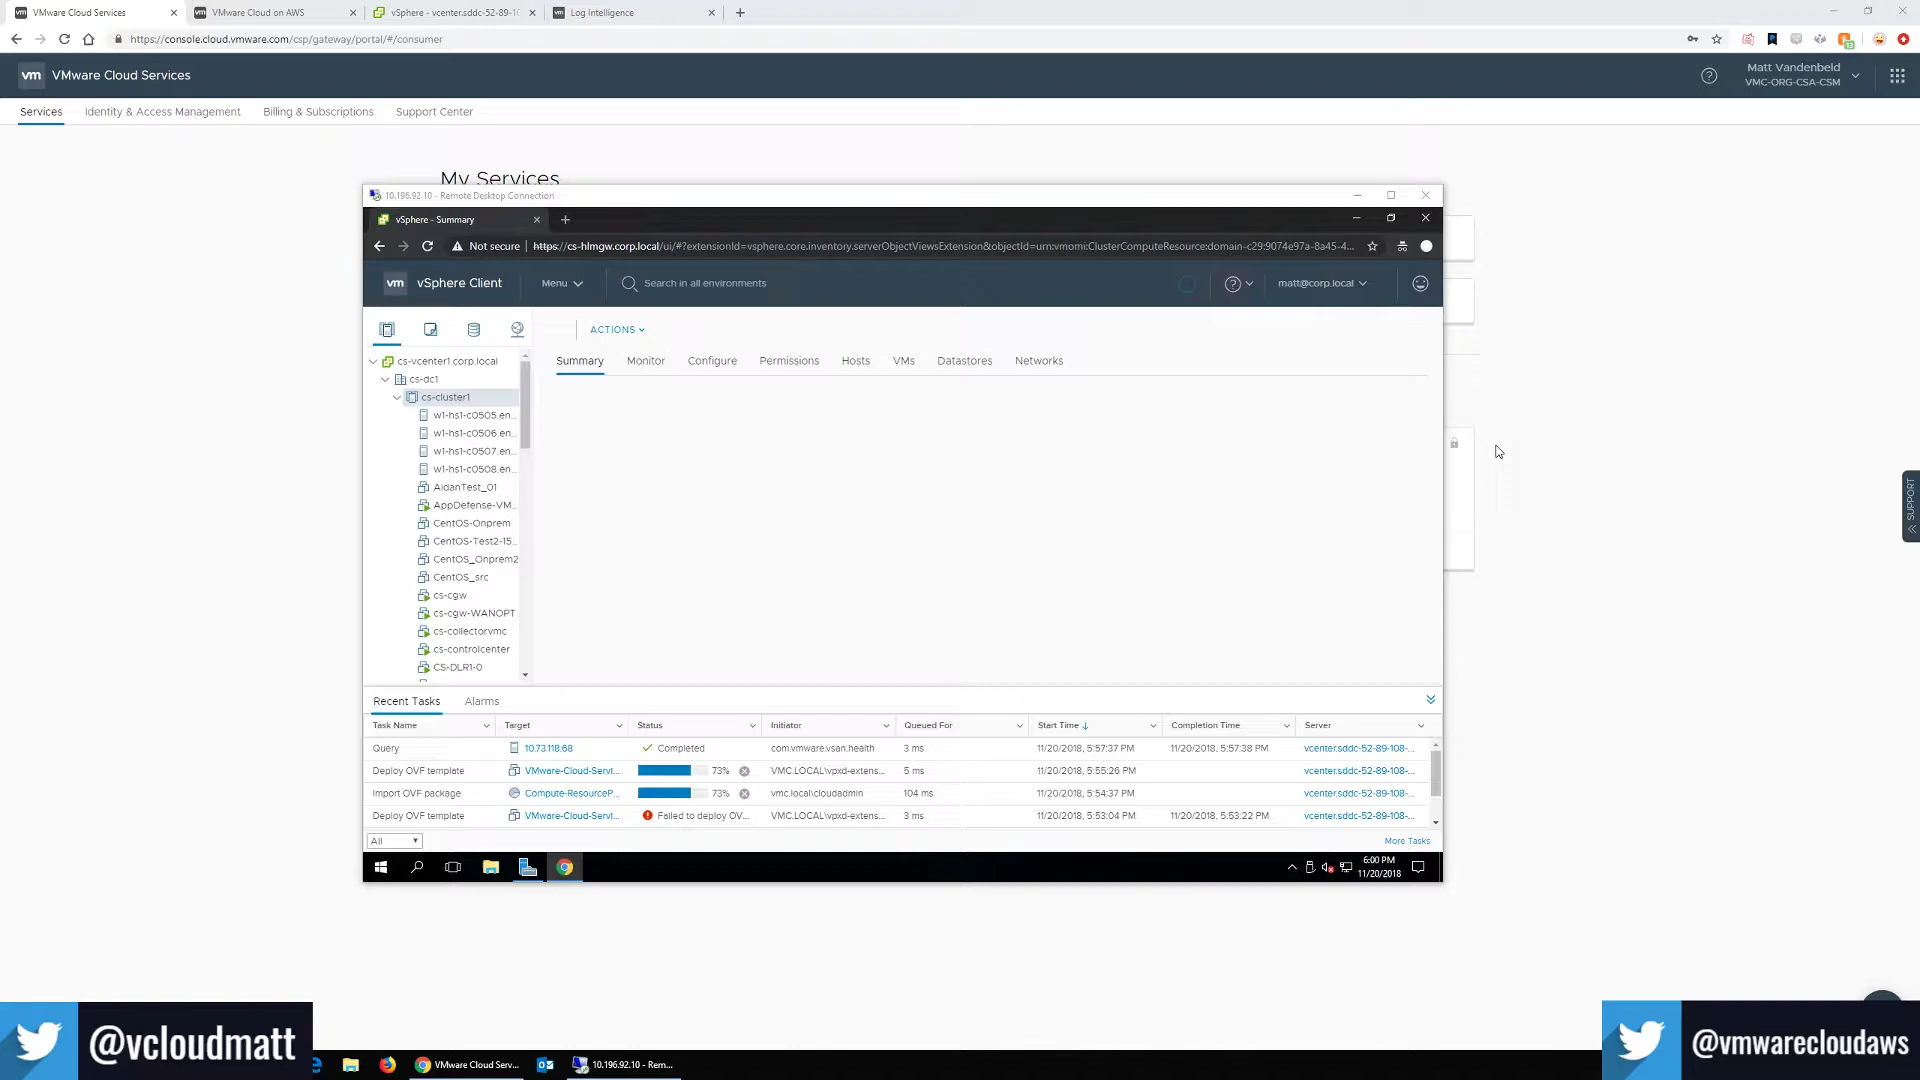 VMware Cloud Services
VMware Cloud on AWS
vSphere - vcenter.sddc-52-89-10
Log Intelligence
https://console.cloud.vmware.com/csp/gateway/portal/#/consumer
13
vm VMware Cloud Services
Matt Vandenbeld
VMC-ORG-CSA-CSM
Services Identity & Access Management Billing & Subscriptions Support Center
My Services
10.196.92.10 - Remote Desktop Connection
vSphere - Summary
Not secure https://cs-hlmgw.corp.local/ui/#?extensionId=vsphere.core.inventory.serverObjectViewsExtension&objectId=urn:vmomi:ClusterComputeResource:domain-c29:9074e97a-8a45-4...
vm vSphere Client Menu Search in all environments matt@corp.local
ACTIONS
Summary Monitor Configure Permissions Hosts VMs Datastores Networks
cs-vcenter1.corp.local
cs-dc1
cs-cluster1
w1-hs1-c0505.en...
w1-hs1-c0506.en...
w1-hs1-c0507.en...
w1-hs1-c0508.en...
AidanTest_01
AppDefense-VM...
CentOS-Onprem
CentOS-Test2-15...
CentOS_Onprem2
CentOS_src
cs-cgw
cs-cgw-WANOPT
cs-collectorvmc
cs-controlcenter
CS-DLR1-0
SUPPORT
Recent Tasks Alarms
Task Name Target Status Initiator Queued For Start Time Completion Time Server
Query 10.73.118.68 Completed com.vmware.vsan.health 3 ms 11/20/2018, 5:57:37 PM 11/20/2018, 5:57:38 PM vcenter.sddc-52-89-108-...
Deploy OVF template VMware-Cloud-Servi... 73% VMC.LOCAL\vpxd-extens... 5 ms 11/20/2018, 5:55:26 PM vcenter.sddc-52-89-108-...
Import OVF package Compute-ResourceP... 73% vmc.local\cloudadmin 104 ms 11/20/2018, 5:54:37 PM vcenter.sddc-52-89-108-...
Deploy OVF template VMware-Cloud-Servi... Failed to deploy OV... VMC.LOCAL\vpxd-extens... 3 ms 11/20/2018, 5:53:04 PM 11/20/2018, 5:53:22 PM vcenter.sddc-52-89-108-...
All
More Tasks
6:00 PM
11/20/2018
@vcloudmatt
VMware Cloud Serv...
10.196.92.10 - Rem...
@vmwarecloudaws